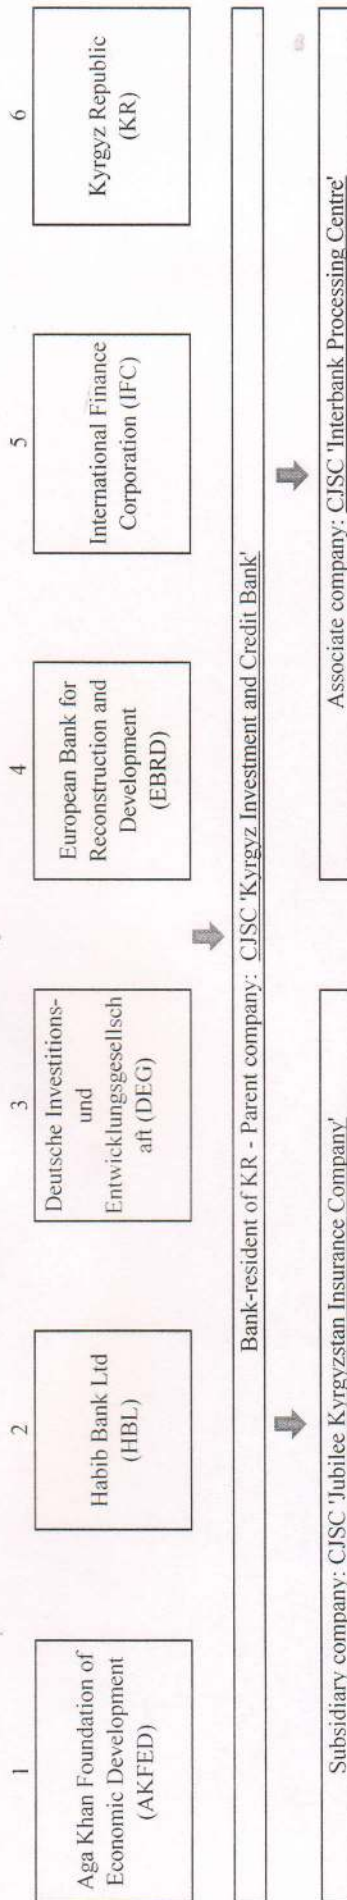 1
Aga Khan Foundation of
Economic Development
(AKFED)
2
Habib Bank Ltd
(HBL)
3
Deutsche Investitions-
und
Entwicklungsgesellsch
aft (DEG)
4
European Bank for
Reconstruction and
Development
(EBRD)
5
International Finance
Corporation (IFC)
6
Kyrgyz Republic
(KR)
Bank-resident of KR - Parent company: CJSC 'Kyrgyz Investment and Credit Bank'
Subsidiary company: CJSC 'Jubilee Kyrgyzstan Insurance Company'
Associate company: CJSC 'Interbank Processing Centre'